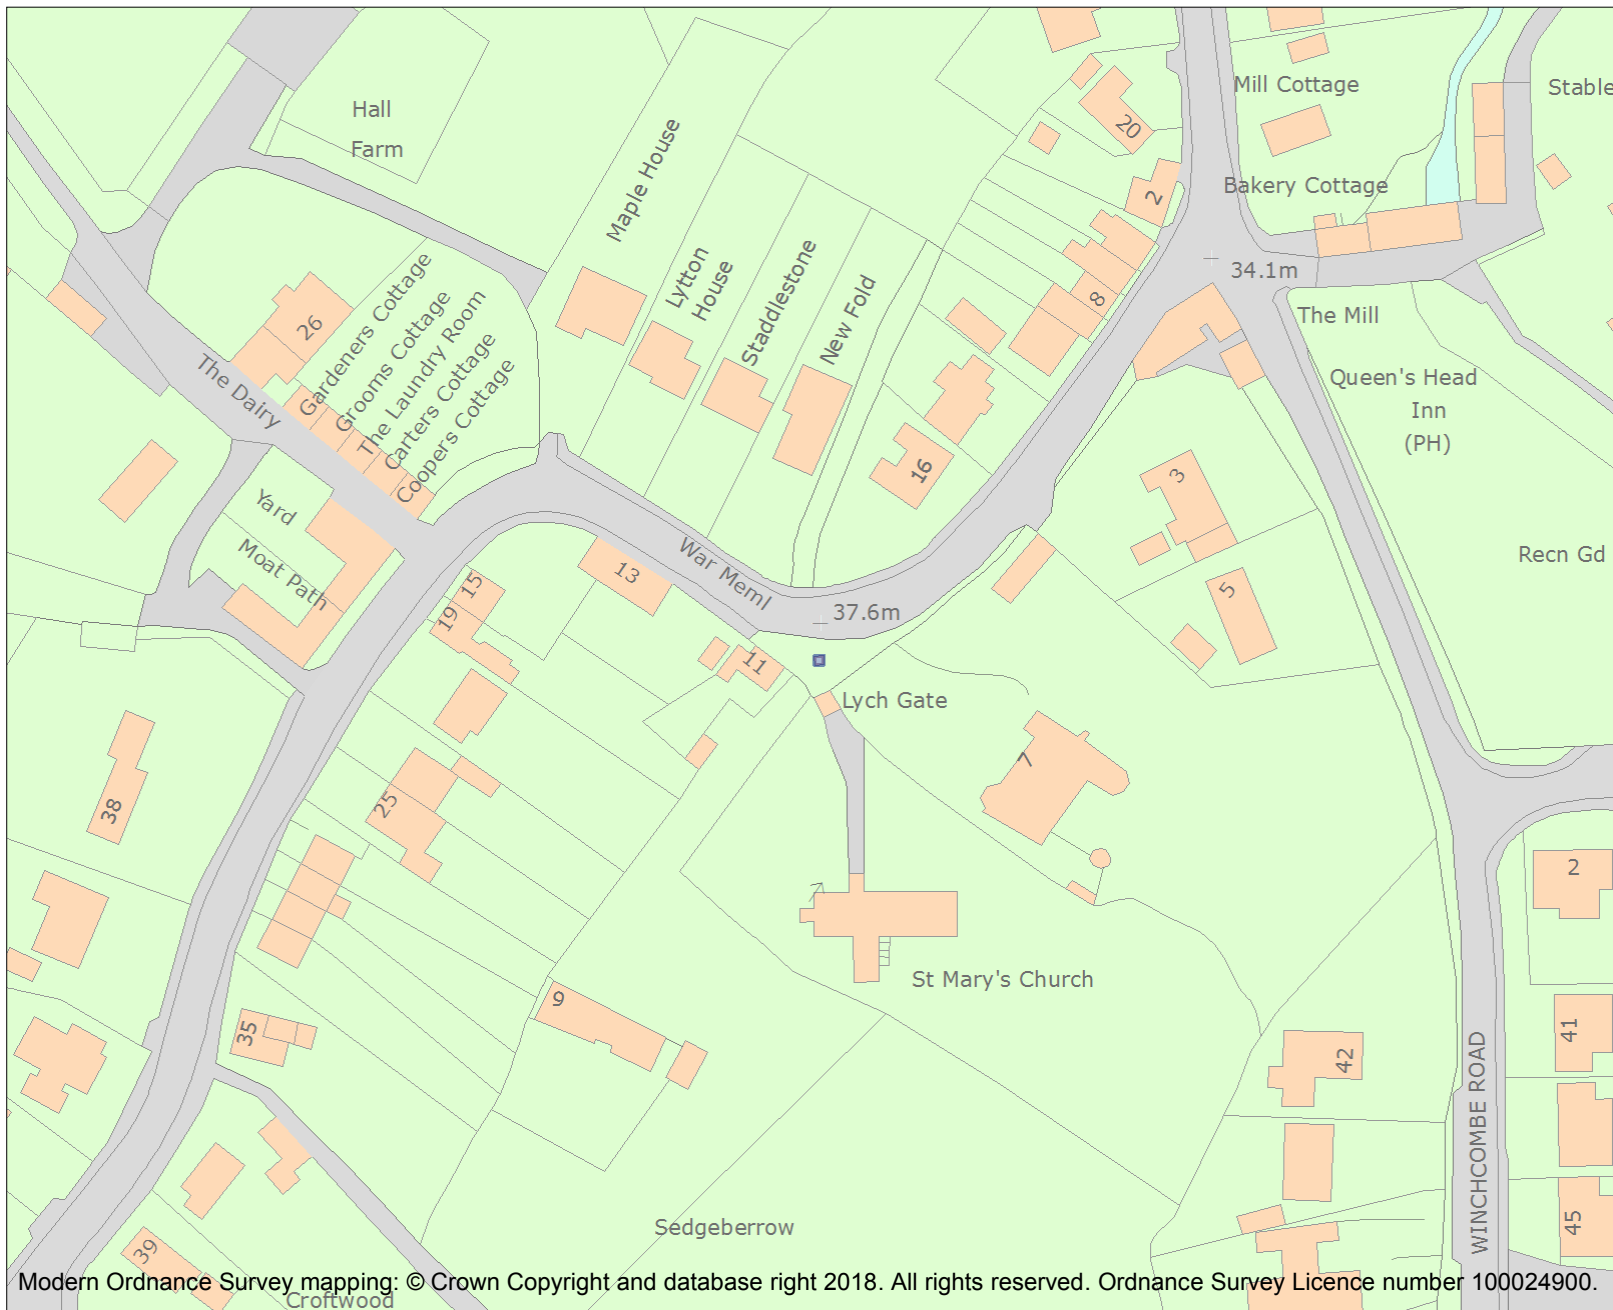 Hall
Farm
Maple House
20
Mill Cottage
Stable
2
Bakery Cottage
34.1m
Lytton
House
Staddlestone
New Fold
8
The Mill
26
Gardeners Cottage
Grooms Cottage
The Laundry Room
Carters Cottage
Coopers Cottage
The Dairy
Queen's Head
Inn
(PH)
16
3
Yard
Moat Path
War Meml
13
15
19
5
Recn Gd
37.6m
11
Lych Gate
7
38
25
2
St Mary's Church
9
35
42
41
WINCHCOMBE ROAD
45
Sedgeberrow
39
Modern Ordnance Survey mapping: © Crown Copyright and database right 2018. All rights reserved. Ordnance Survey Licence number 100024900.
Croftwood